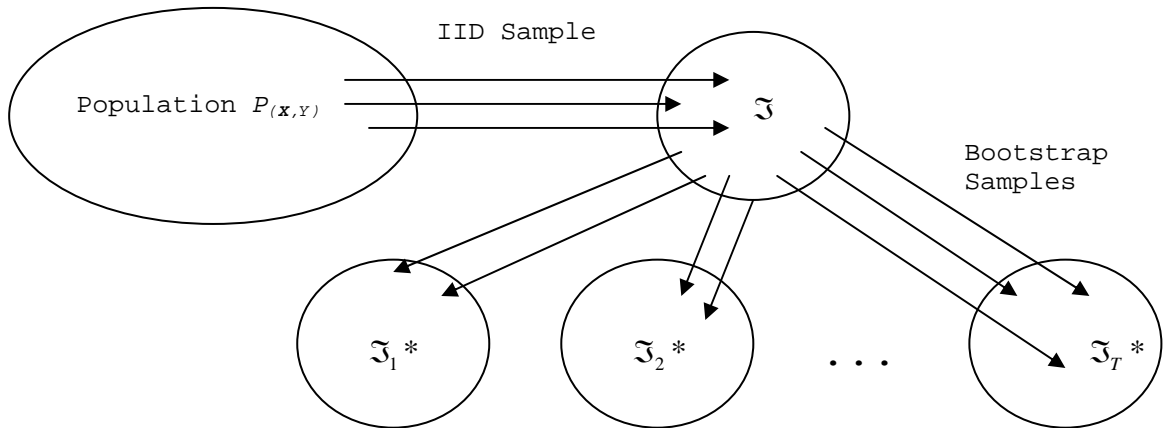 IID Sample
Population P(X,Y)
ℑ
Bootstrap
Samples
ℑ1*
ℑ2*
...
ℑT*